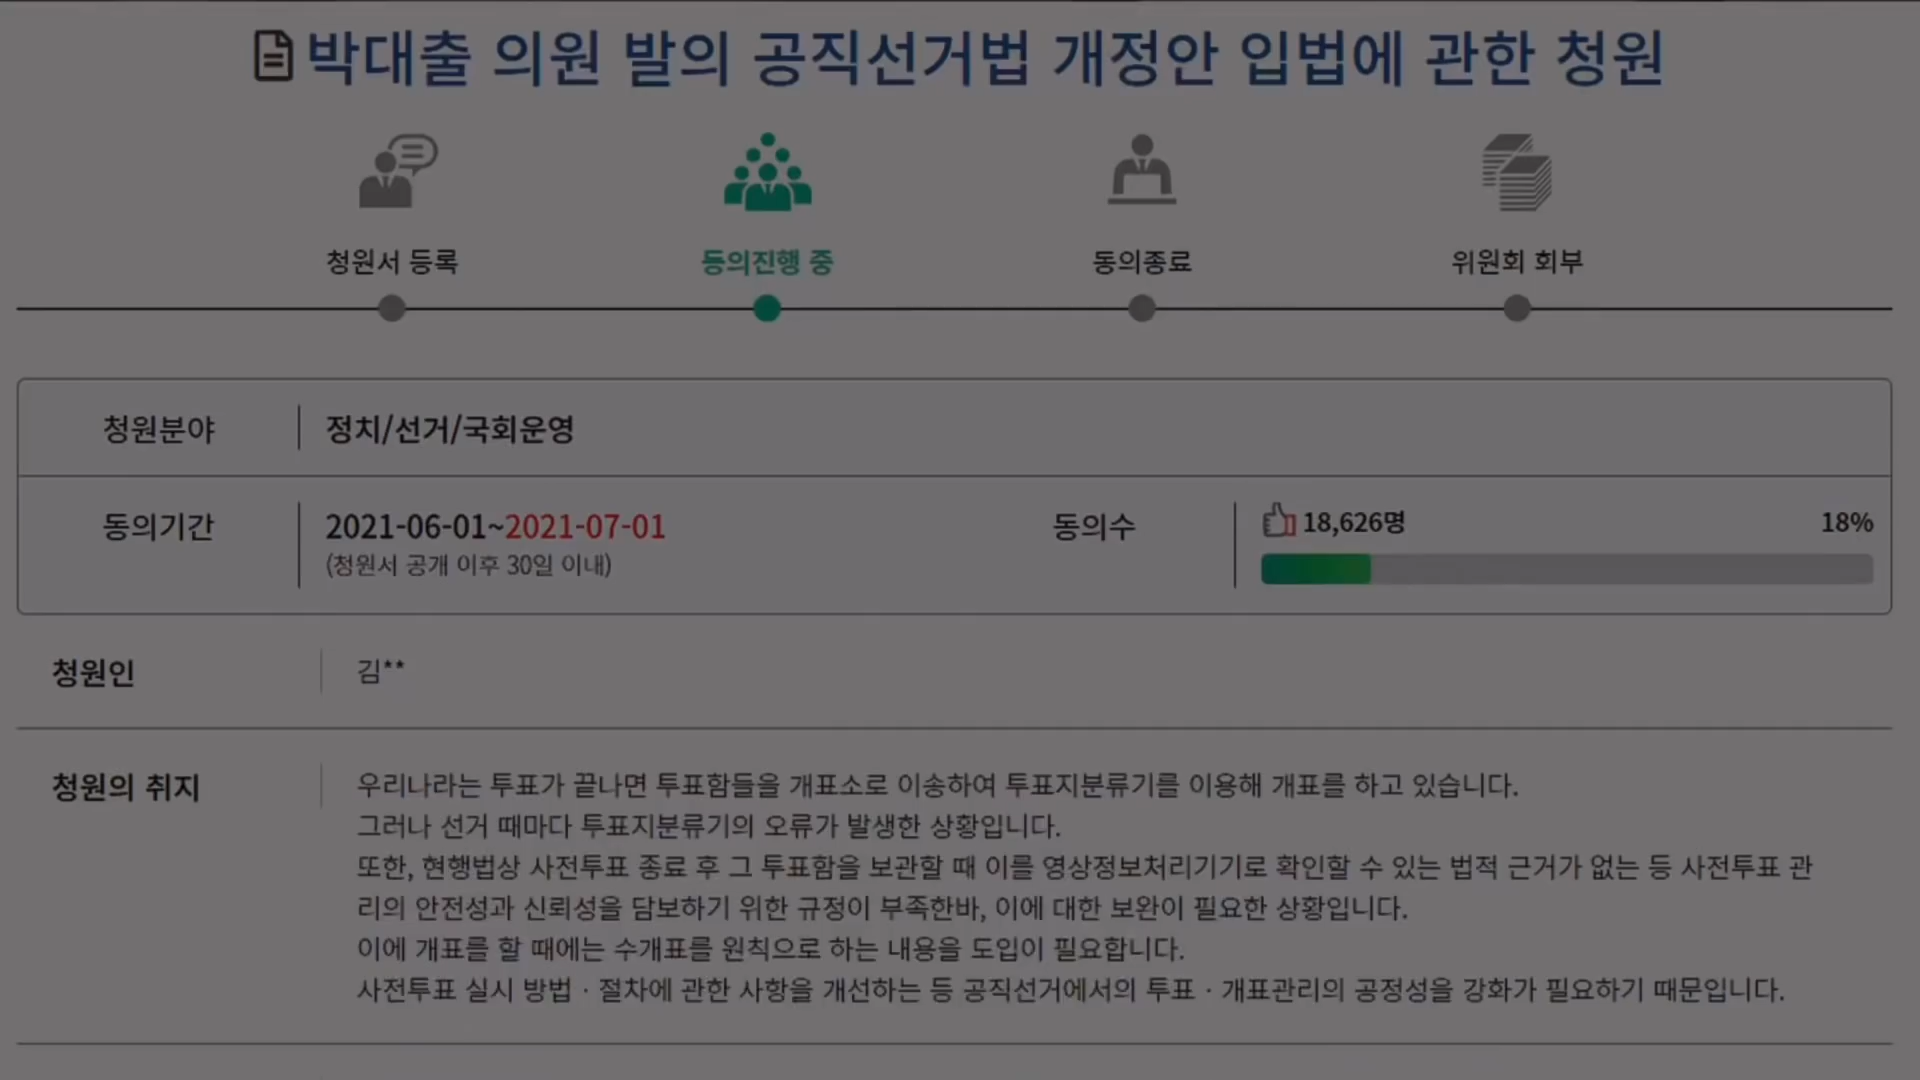 박대출 의원 발의 공직선거법 개정안 입법에 관한 청원
청원서 등록
동의진행 중
동의종료
위원회 회부
청원분야
정치/선거/국회운영
동의기간
2021-06-01~2021-07-01
(청원서 공개 이후 30일 이내)
동의수
18,626명
18%
청원인
김**
청원의 취지
우리나라는 투표가 끝나면 투표함들을 개표소로 이송하여 투표지분류기를 이용해 개표를 하고 있습니다.
그러나 선거 때마다 투표지분류기의 오류가 발생한 상황입니다.
또한, 현행법상 사전투표 종료 후 그 투표함을 보관할 때 이를 영상정보처리기기로 확인할 수 있는 법적 근거가 없는 등 사전투표 관
리의 안전성과 신뢰성을 담보하기 위한 규정이 부족한바, 이에 대한 보완이 필요한 상황입니다.
이에 개표를 할 때에는 수개표를 원칙으로 하는 내용을 도입이 필요합니다.
사전투표 실시 방법 · 절차에 관한 사항을 개선하는 등 공직선거에서의 투표 · 개표관리의 공정성을 강화가 필요하기 때문입니다.